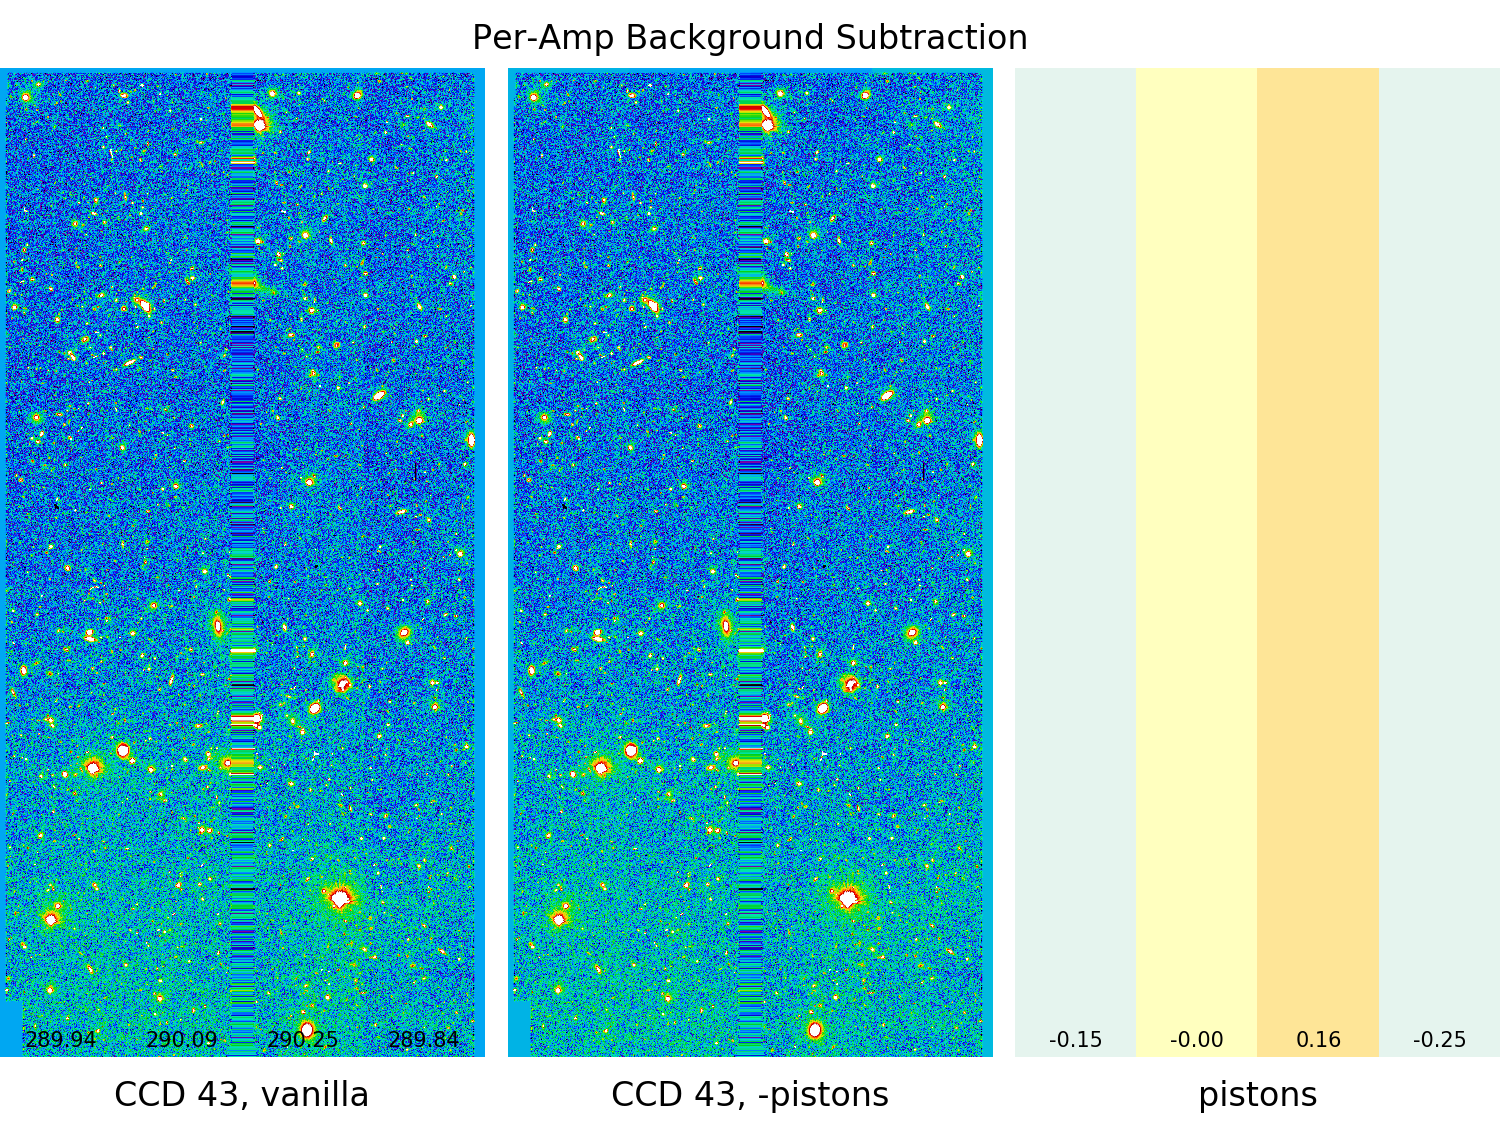 Per-Amp Background Subtraction
289.94 290.09 290.25 289.84
-0.15 -0.00 0.16 -0.25
CCD 43, vanilla
CCD 43, -pistons
pistons